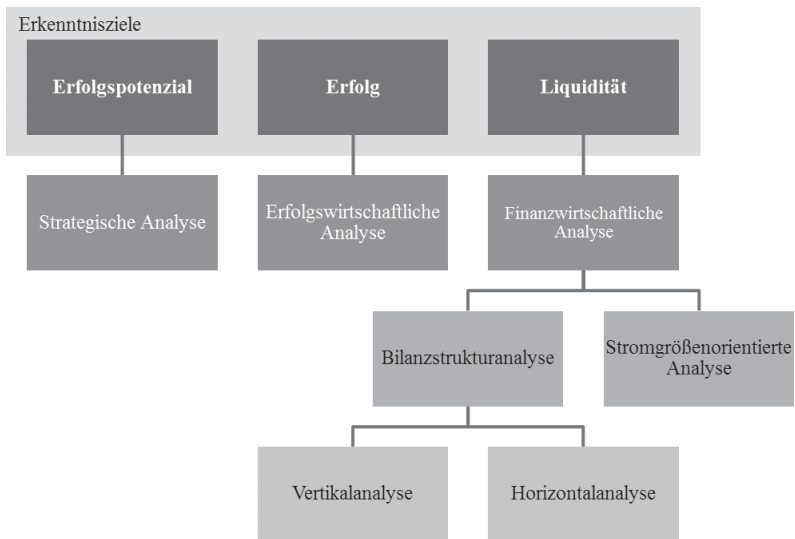 Erkenntnisziele
Erfolgspotenzial
Erfolg
Liquidität
Strategische Analyse
Erfolgswirtschaftliche
Analyse
Finanzwirtschaftliche
Analyse
Bilanzstrukturanalyse
Stromgrößenorientierte
Analyse
Vertikalanalyse
Horizontalanalyse